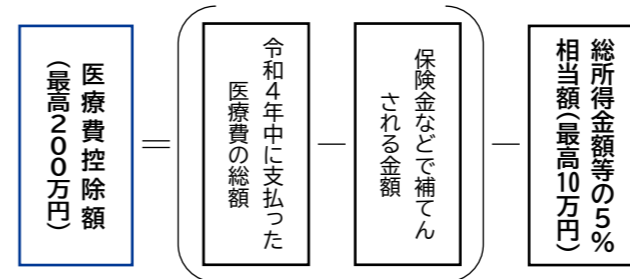 医療費控除額
（最高２００万円）
＝
令和４年中に支払った
医療費の総額
－
保険金などで補てん
される金額
－
総所得金額等の５％
相当額（最高10万円）